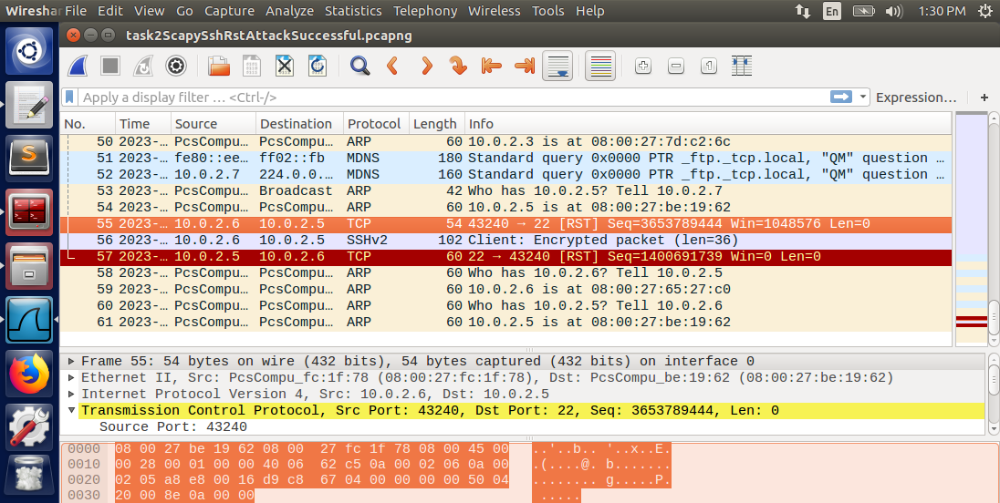 Wireshar File Edit View Go Capture Analyze Statistics Telephony Wireless Tools Help En 1:30 PM
task2ScapySshRstAttackSuccessful.pcapng
Apply a display filter … <Ctrl-/> Expression… +
No. Time Source Destination Protocol Length Info
50 2023-… PcsCompu… PcsCompu… ARP 60 10.0.2.3 is at 08:00:27:7d:c2:6c
51 2023-… fe80::ee… ff02::fb MDNS 180 Standard query 0x0000 PTR _ftp._tcp.local, "QM" question …
52 2023-… 10.0.2.7 224.0.0.… MDNS 160 Standard query 0x0000 PTR _ftp._tcp.local, "QM" question …
53 2023-… PcsCompu… Broadcast ARP 42 Who has 10.0.2.5? Tell 10.0.2.7
54 2023-… PcsCompu… PcsCompu… ARP 60 10.0.2.5 is at 08:00:27:be:19:62
55 2023-… 10.0.2.6 10.0.2.5 TCP 54 43240 → 22 [RST] Seq=3653789444 Win=1048576 Len=0
56 2023-… 10.0.2.6 10.0.2.5 SSHv2 102 Client: Encrypted packet (len=36)
57 2023-… 10.0.2.5 10.0.2.6 TCP 60 22 → 43240 [RST] Seq=1400691739 Win=0 Len=0
58 2023-… PcsCompu… PcsCompu… ARP 60 Who has 10.0.2.6? Tell 10.0.2.5
59 2023-… PcsCompu… PcsCompu… ARP 60 10.0.2.6 is at 08:00:27:65:27:c0
60 2023-… PcsCompu… PcsCompu… ARP 60 Who has 10.0.2.5? Tell 10.0.2.6
61 2023-… PcsCompu… PcsCompu… ARP 60 10.0.2.5 is at 08:00:27:be:19:62
Frame 55: 54 bytes on wire (432 bits), 54 bytes captured (432 bits) on interface 0
Ethernet II, Src: PcsCompu_fc:1f:78 (08:00:27:fc:1f:78), Dst: PcsCompu_be:19:62 (08:00:27:be:19:62)
Internet Protocol Version 4, Src: 10.0.2.6, Dst: 10.0.2.5
Transmission Control Protocol, Src Port: 43240, Dst Port: 22, Seq: 3653789444, Len: 0
Source Port: 43240
0000 08 00 27 be 19 62 08 00 27 fc 1f 78 08 00 45 00 ..'..b.. '..x..E.
0010 00 28 00 01 00 00 40 06 62 c5 0a 00 02 06 0a 00 .(....@. b.......
0020 02 05 a8 e8 00 16 d9 c8 67 04 00 00 00 00 50 04 ........ g.....P.
0030 20 00 8e 0a 00 00 .....